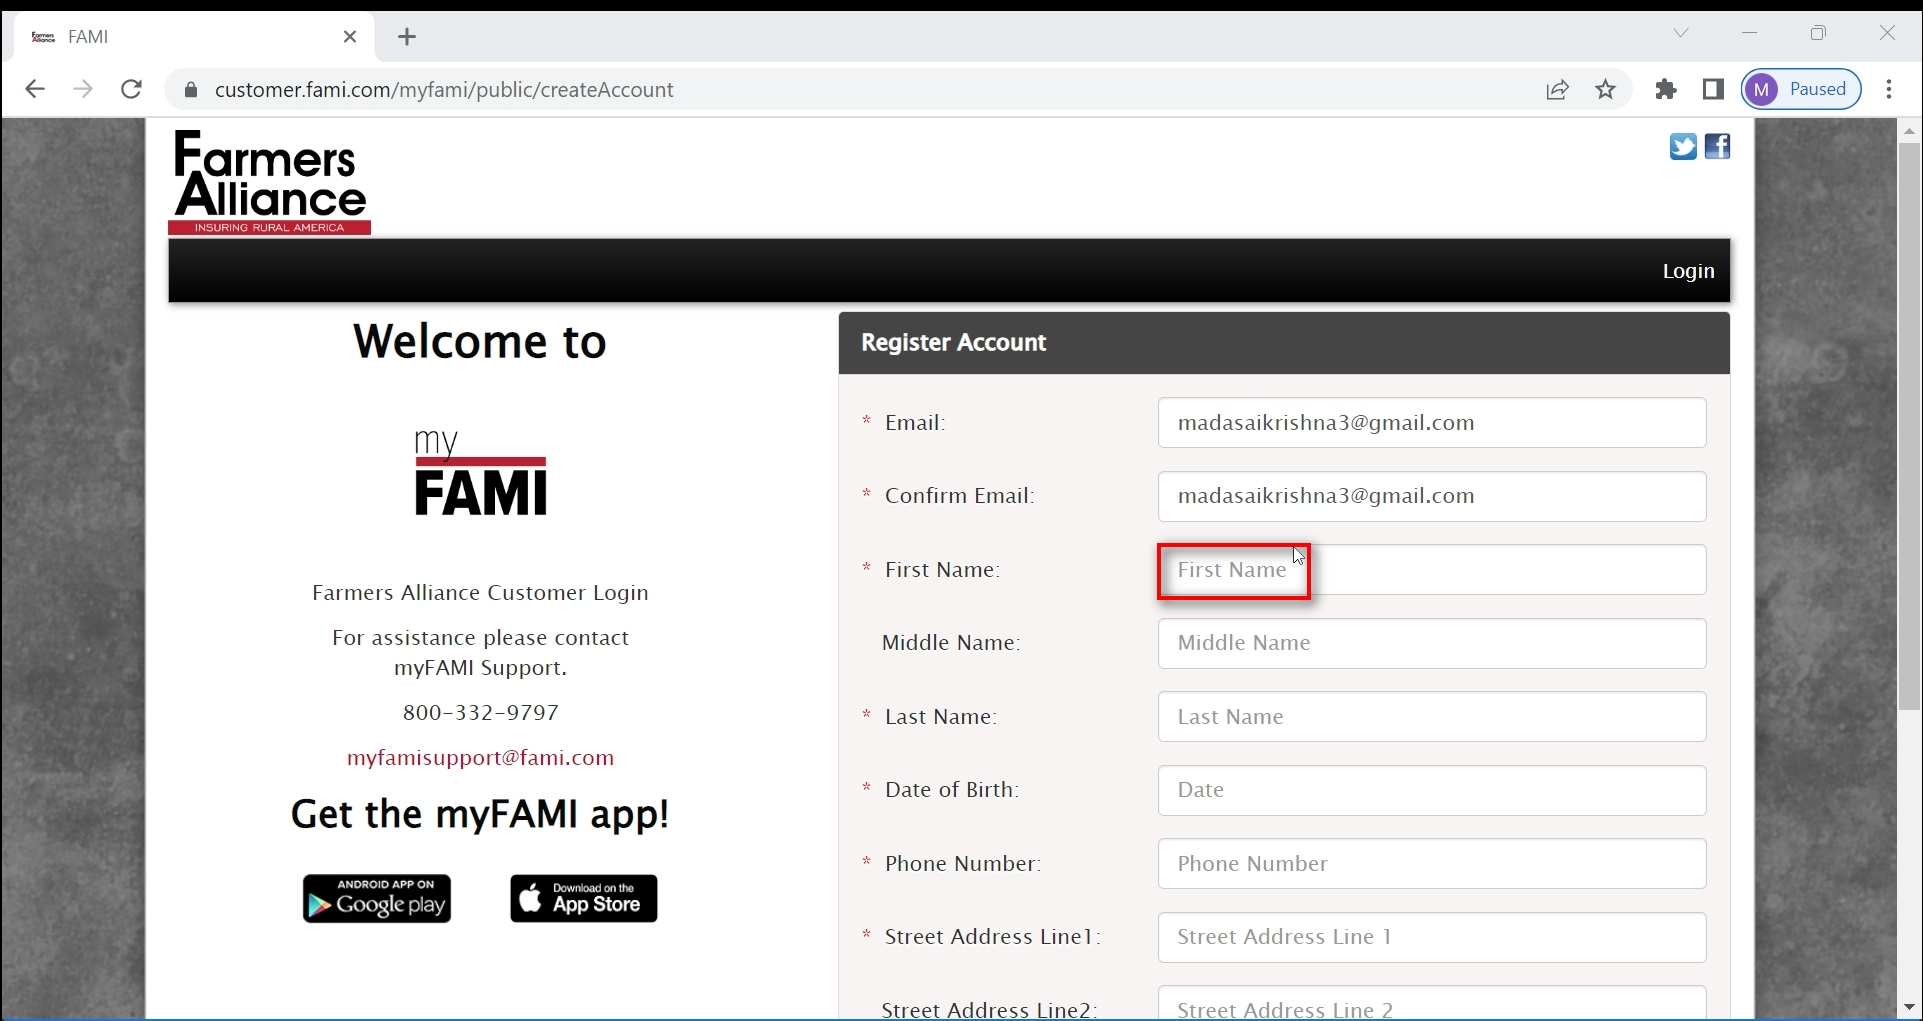 FAMI
customer.fami.com/myfami/public/createAccount
M Paused
Farmers
Alliance
INSURING RURAL AMERICA
Login
Welcome to
my
FAMI
Farmers Alliance Customer Login
For assistance please contact
myFAMI Support.
800-332-9797
myfamisupport@fami.com
Get the myFAMI app!
ANDROID APP ON
Google play
Download on the
App Store
Register Account
* Email: madasaikrishna3@gmail.com
* Confirm Email: madasaikrishna3@gmail.com
* First Name: First Name
Middle Name: Middle Name
* Last Name: Last Name
* Date of Birth: Date
* Phone Number: Phone Number
* Street Address Line1: Street Address Line 1
Street Address Line2: Street Address Line 2